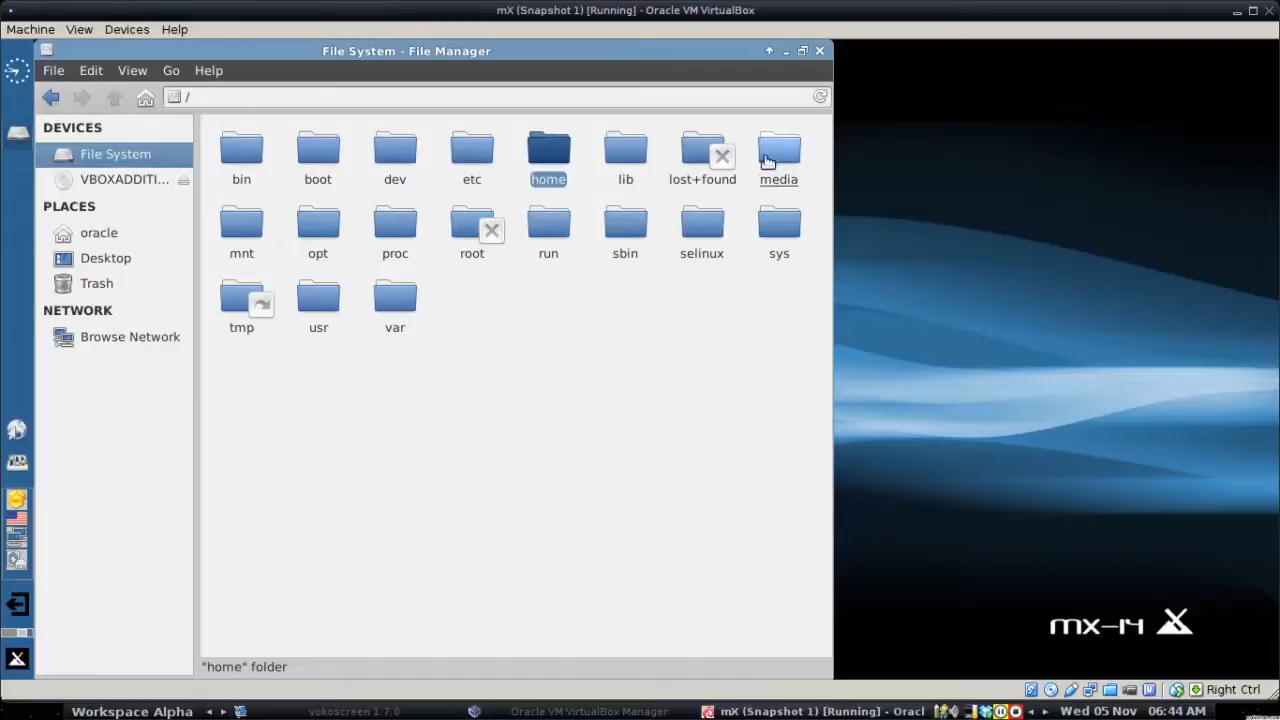 mX (Snapshot 1) [Running] - Oracle VM VirtualBox
Machine View Devices Help
File System - File Manager
File Edit View Go Help
/
DEVICES
File System
VBOXADDITI...
PLACES
oracle
Desktop
Trash
NETWORK
Browse Network
bin boot dev etc home lib lost+found media
mnt opt proc root run sbin selinux sys
tmp usr var
"home" folder
mx-14
Right Ctrl
Workspace Alpha vokoscreen 1 7.0 Oracle VM VirtualBox Manager mX (Snapshot 1) [Running] - Oracl Wed 05 Nov 06:44 AM